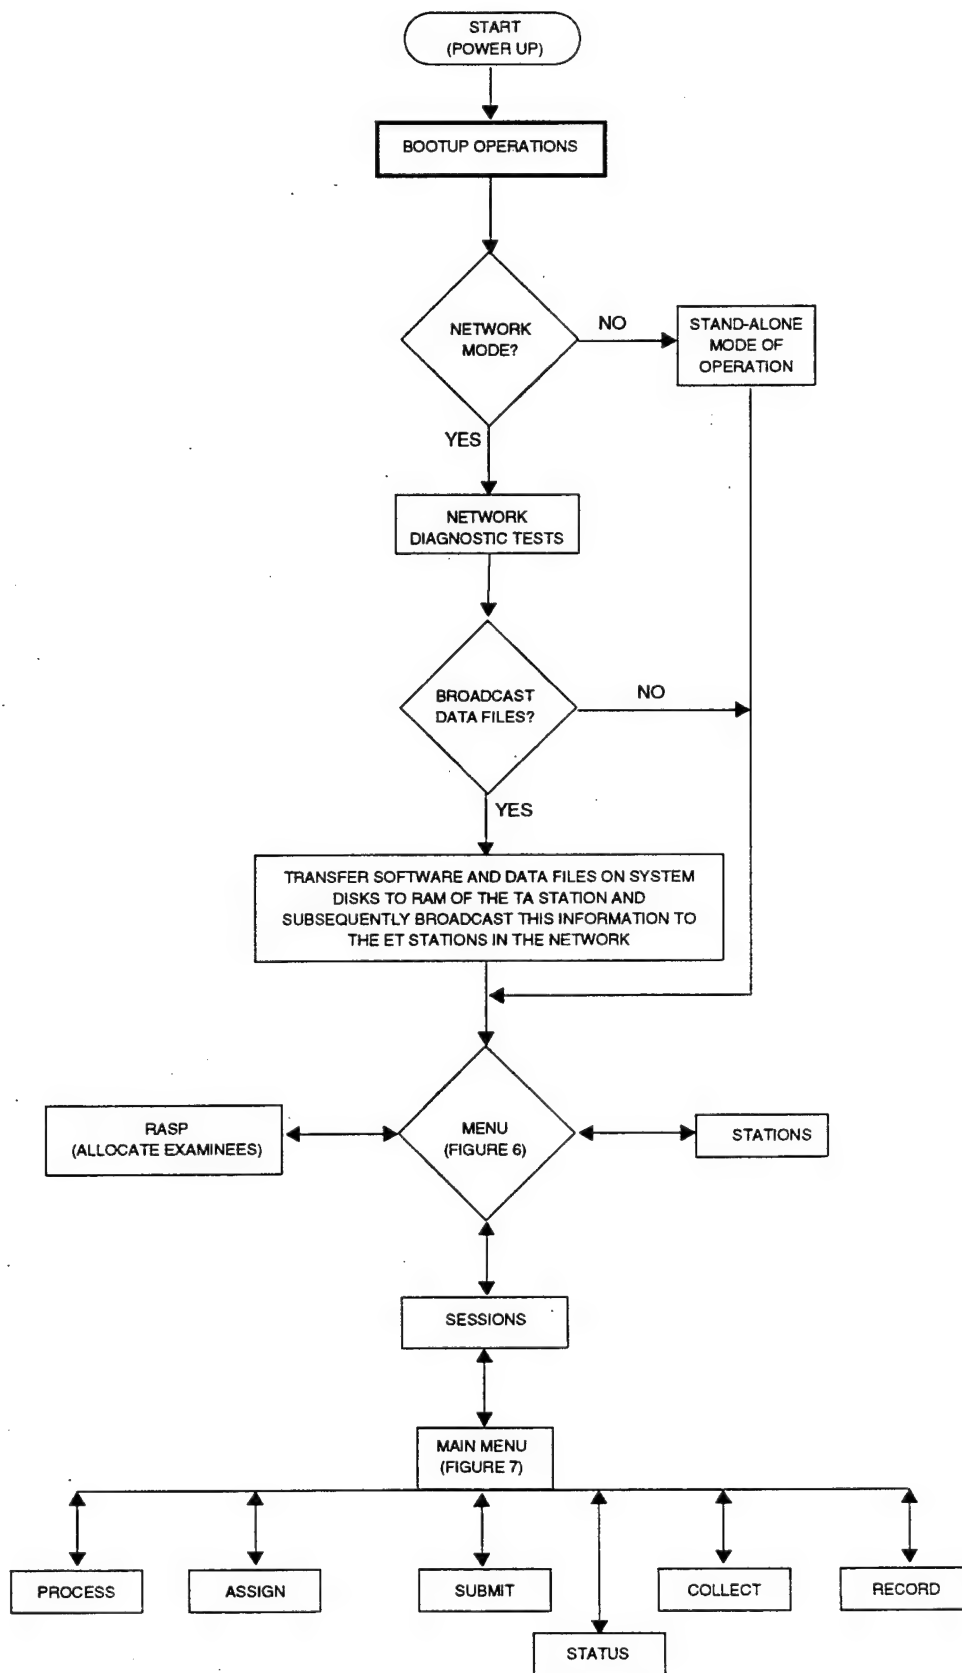 START
(POWER UP)
BOOTUP OPERATIONS
NETWORK
MODE?
NO
STAND-ALONE
MODE OF
OPERATION
YES
NETWORK
DIAGNOSTIC TESTS
BROADCAST
DATA FILES?
NO
YES
TRANSFER SOFTWARE AND DATA FILES ON SYSTEM
DISKS TO RAM OF THE TA STATION AND
SUBSEQUENTLY BROADCAST THIS INFORMATION TO
THE ET STATIONS IN THE NETWORK
RASP
(ALLOCATE EXAMINEES)
MENU
(FIGURE 6)
STATIONS
SESSIONS
MAIN MENU
(FIGURE 7)
PROCESS
ASSIGN
SUBMIT
COLLECT
RECORD
STATUS